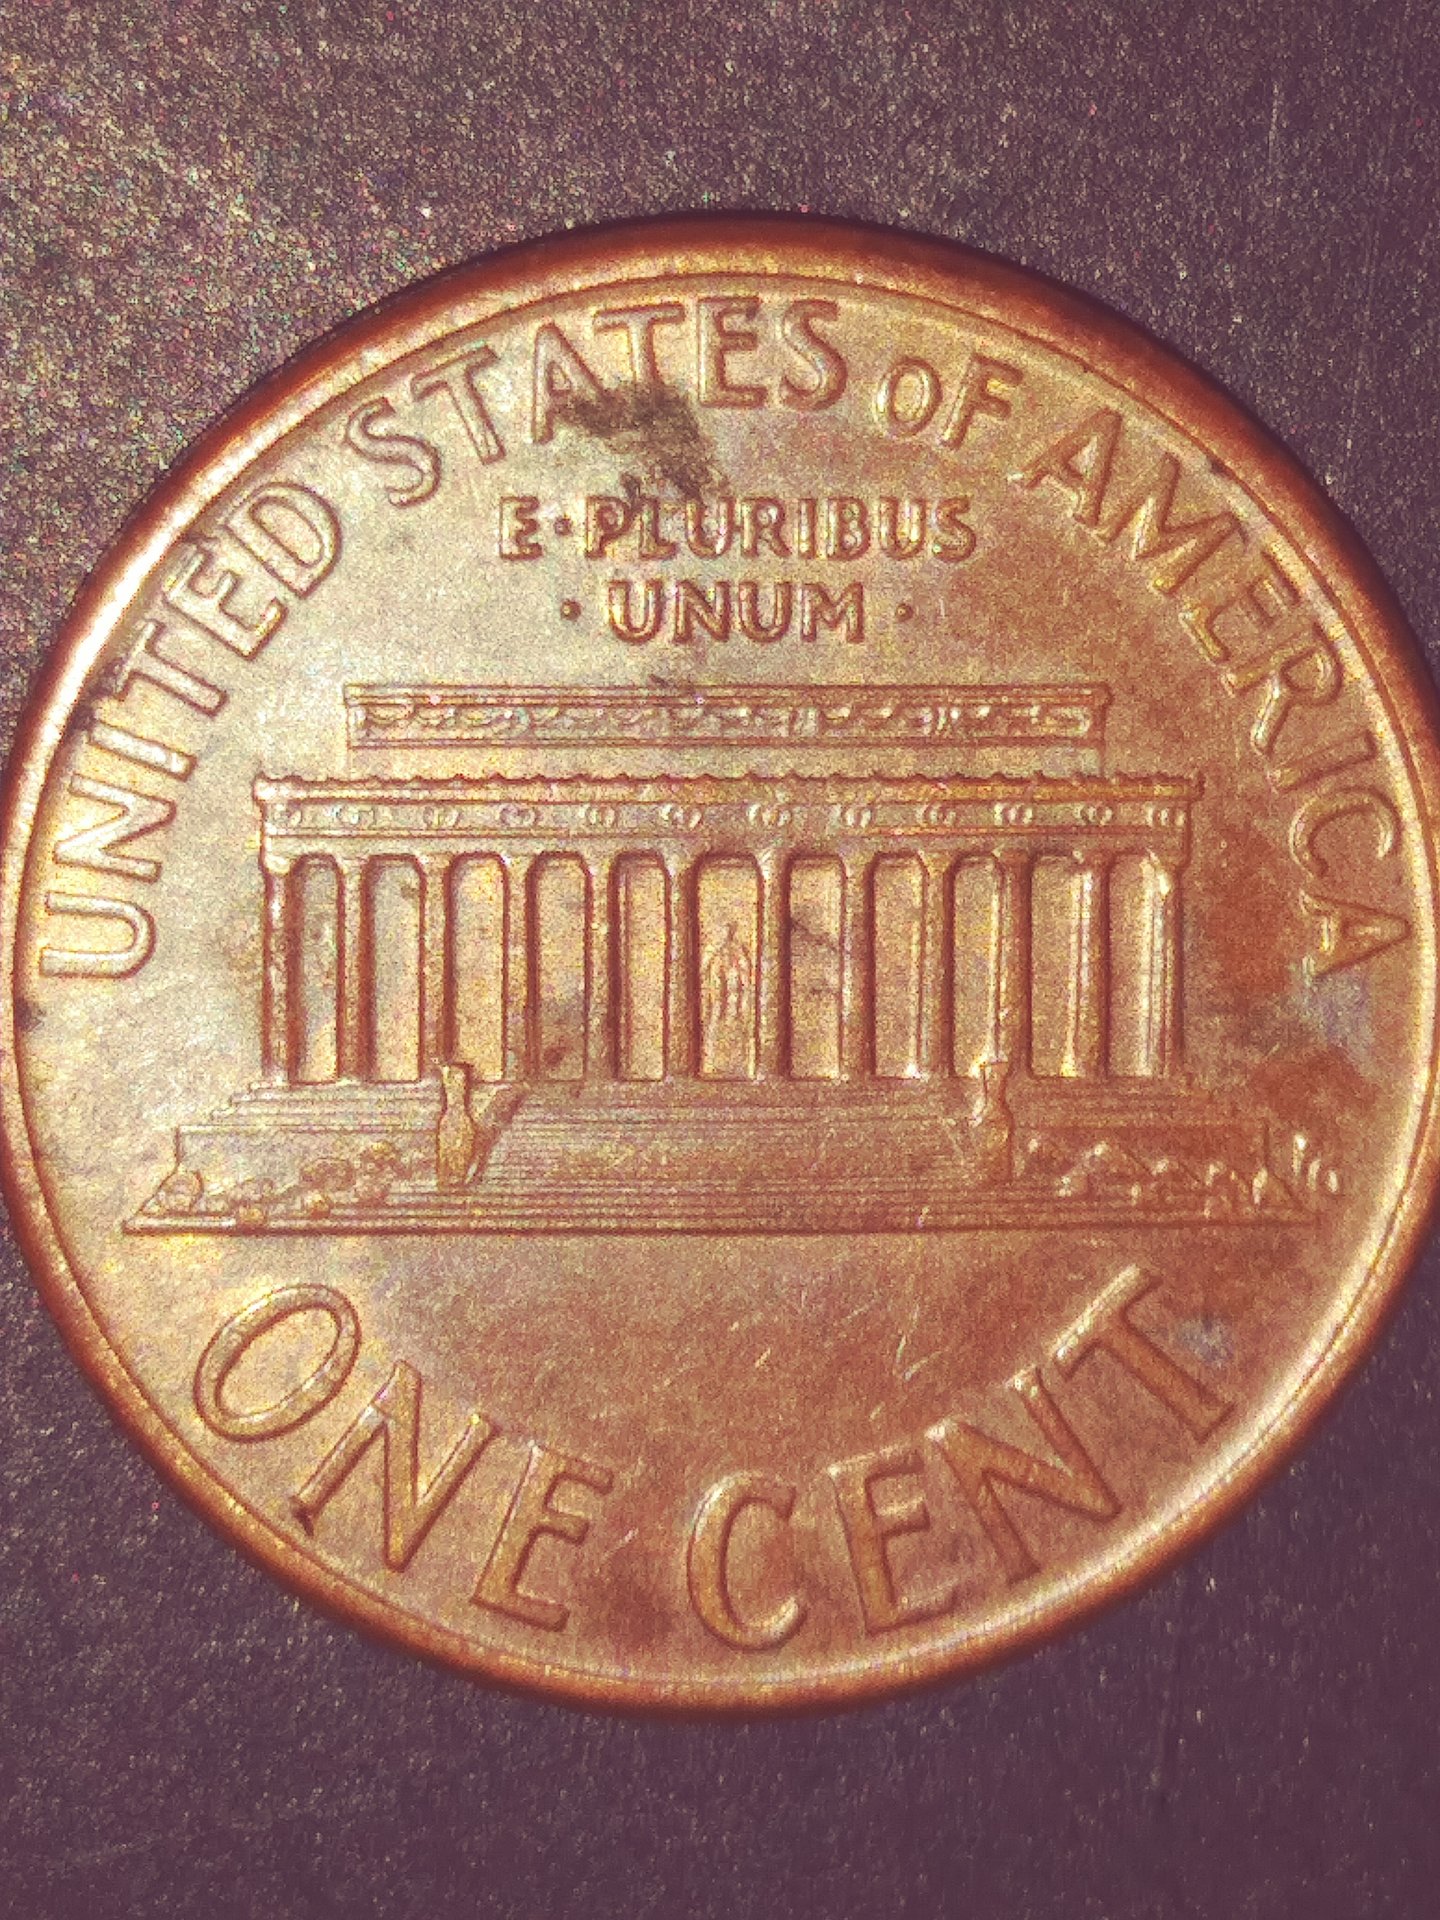 UNITED STATES OF AMERICA
E·PLURIBUS
·UNUM·
ONE CENT